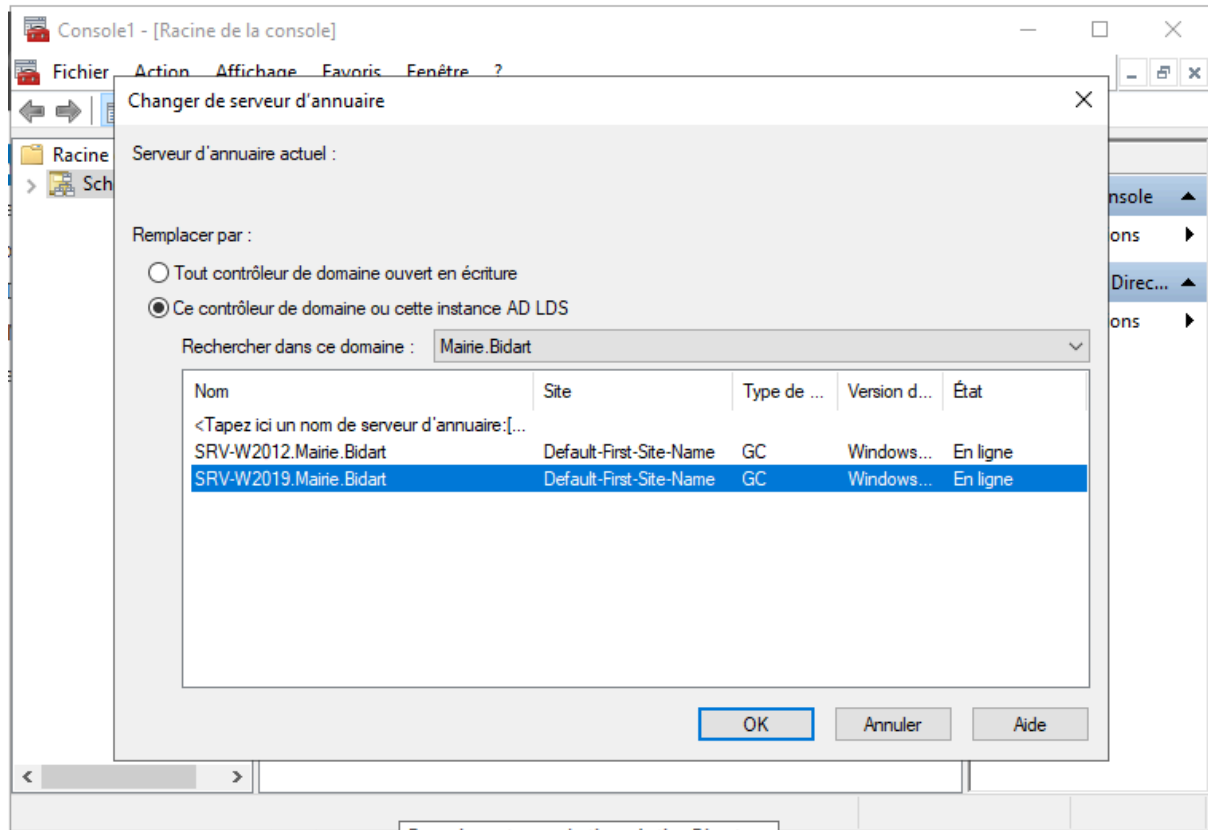 Console1 - [Racine de la console]
Fichier Action Affichage Favoris Fenêtre ?
Changer de serveur d'annuaire
Racine
Sch
Serveur d'annuaire actuel :
nsole
ons
Direc...
ons
Remplacer par :
Tout contrôleur de domaine ouvert en écriture
Ce contrôleur de domaine ou cette instance AD LDS
Rechercher dans ce domaine : Mairie.Bidart
Nom Site Type de ... Version d... État
<Tapez ici un nom de serveur d'annuaire:[...
SRV-W2012.Mairie.Bidart Default-First-Site-Name GC Windows... En ligne
SRV-W2019.Mairie.Bidart Default-First-Site-Name GC Windows... En ligne
OK Annuler Aide